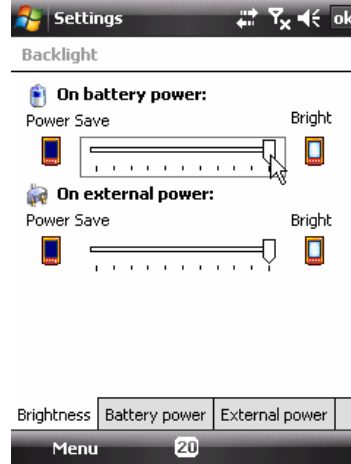 Settings ok
Backlight
On battery power:
Power Save Bright
On external power:
Power Save Bright
Brightness Battery power External power
Menu 20